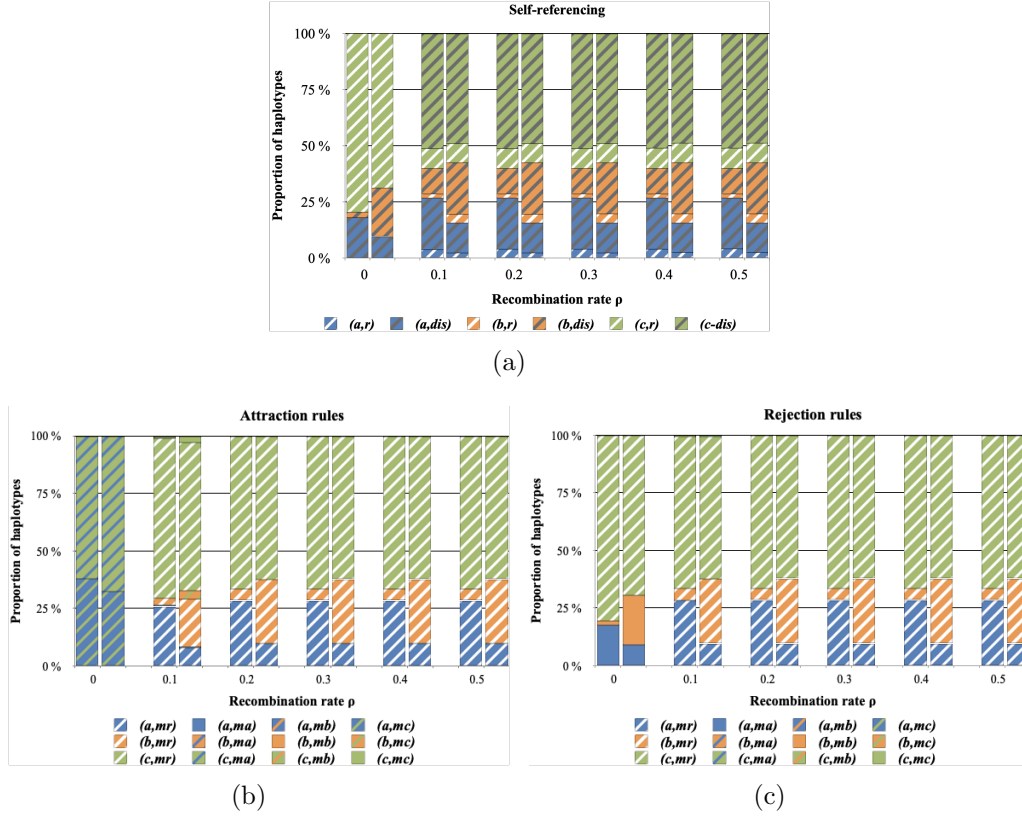 Self-referencing
Proportion of haplotypes
100 %
75 %
50 %
25 %
0 %
0 0.1 0.2 0.3 0.4 0.5
Recombination rate ρ
(a,r) (a,dis) (b,r) (b,dis) (c,r) (c-dis)
(a)
Attraction rules
Proportion of haplotypes
100 %
75 %
50 %
25 %
0 %
0 0.1 0.2 0.3 0.4 0.5
Recombination rate ρ
(a,mr) (a,ma) (a,mb) (a,mc)
(b,mr) (b,ma) (b,mb) (b,mc)
(c,mr) (c,ma) (c,mb) (c,mc)
(b)
Rejection rules
Proportion of haplotypes
100 %
75 %
50 %
25 %
0 %
0 0.1 0.2 0.3 0.4 0.5
Recombination rate ρ
(a,mr) (a,ma) (a,mb) (a,mc)
(b,mr) (b,ma) (b,mb) (b,mc)
(c,mr) (c,ma) (c,mb) (c,mc)
(c)